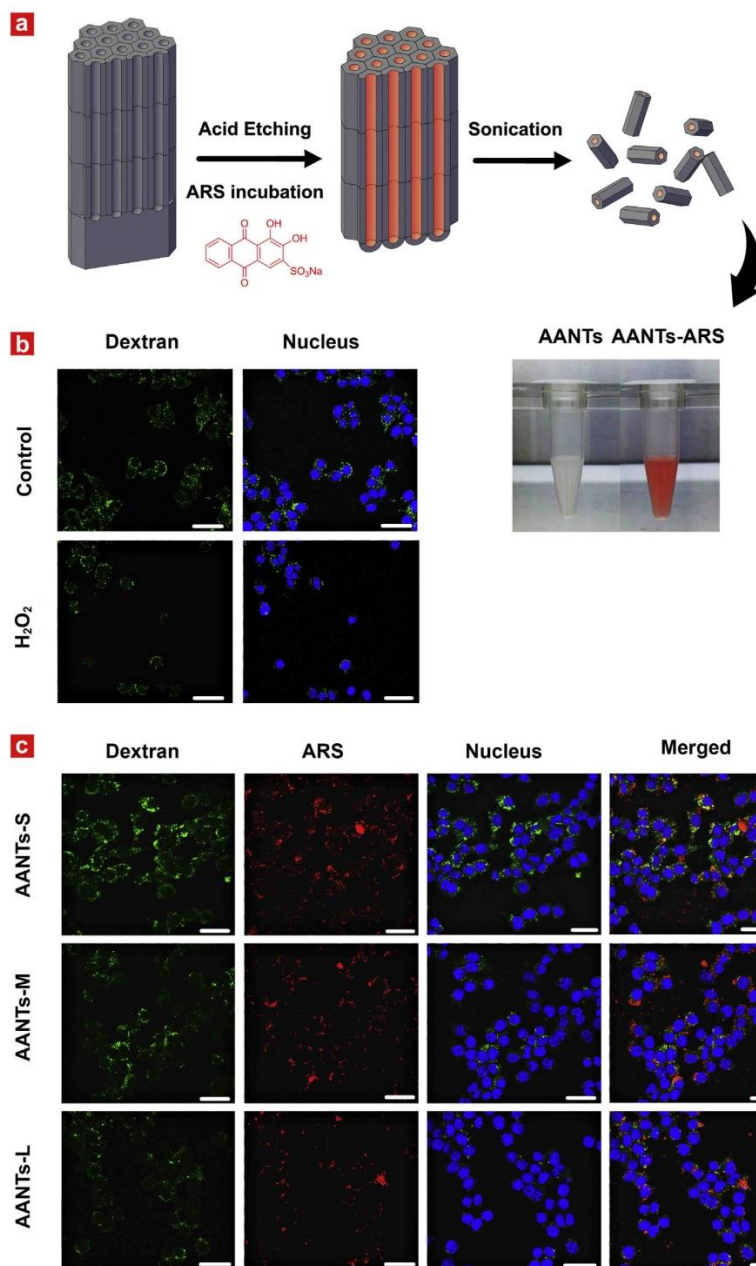 a
Acid Etching
ARS incubation
Sonication
O
OH
OH
SO₃Na
O
AANTs AANTs-ARS
b
Dextran Nucleus
Control
H₂O₂
c
Dextran ARS Nucleus Merged
AANTs-S
AANTs-M
AANTs-L